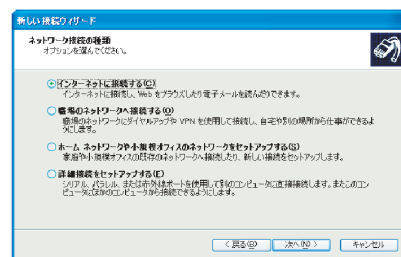 新しい接続ウィザード
ネットワーク接続の種類
オプションを選んでください。
インターネットに接続する(C)
インターネットに接続し、Web をブラウズしたり電子メールを読んだりできます。
職場のネットワークへ接続する(O)
職場のネットワークにダイヤルアップや VPN を使用して接続し、自宅や別の場所から仕事ができるよ
うにします。
ホーム ネットワークや小規模オフィスのネットワークをセットアップする(S)
家庭や小規模オフィスの既存のネットワークへ接続したり、新しい接続をセットアップします。
詳細接続をセットアップする(E)
シリアル、パラレル、または赤外線ポートを使用して別のコンピュータに直接接続します。またこのコン
ピュータにほかのコンピュータから接続できるようにします。
< 戻る(B) 次へ(N) > キャンセル